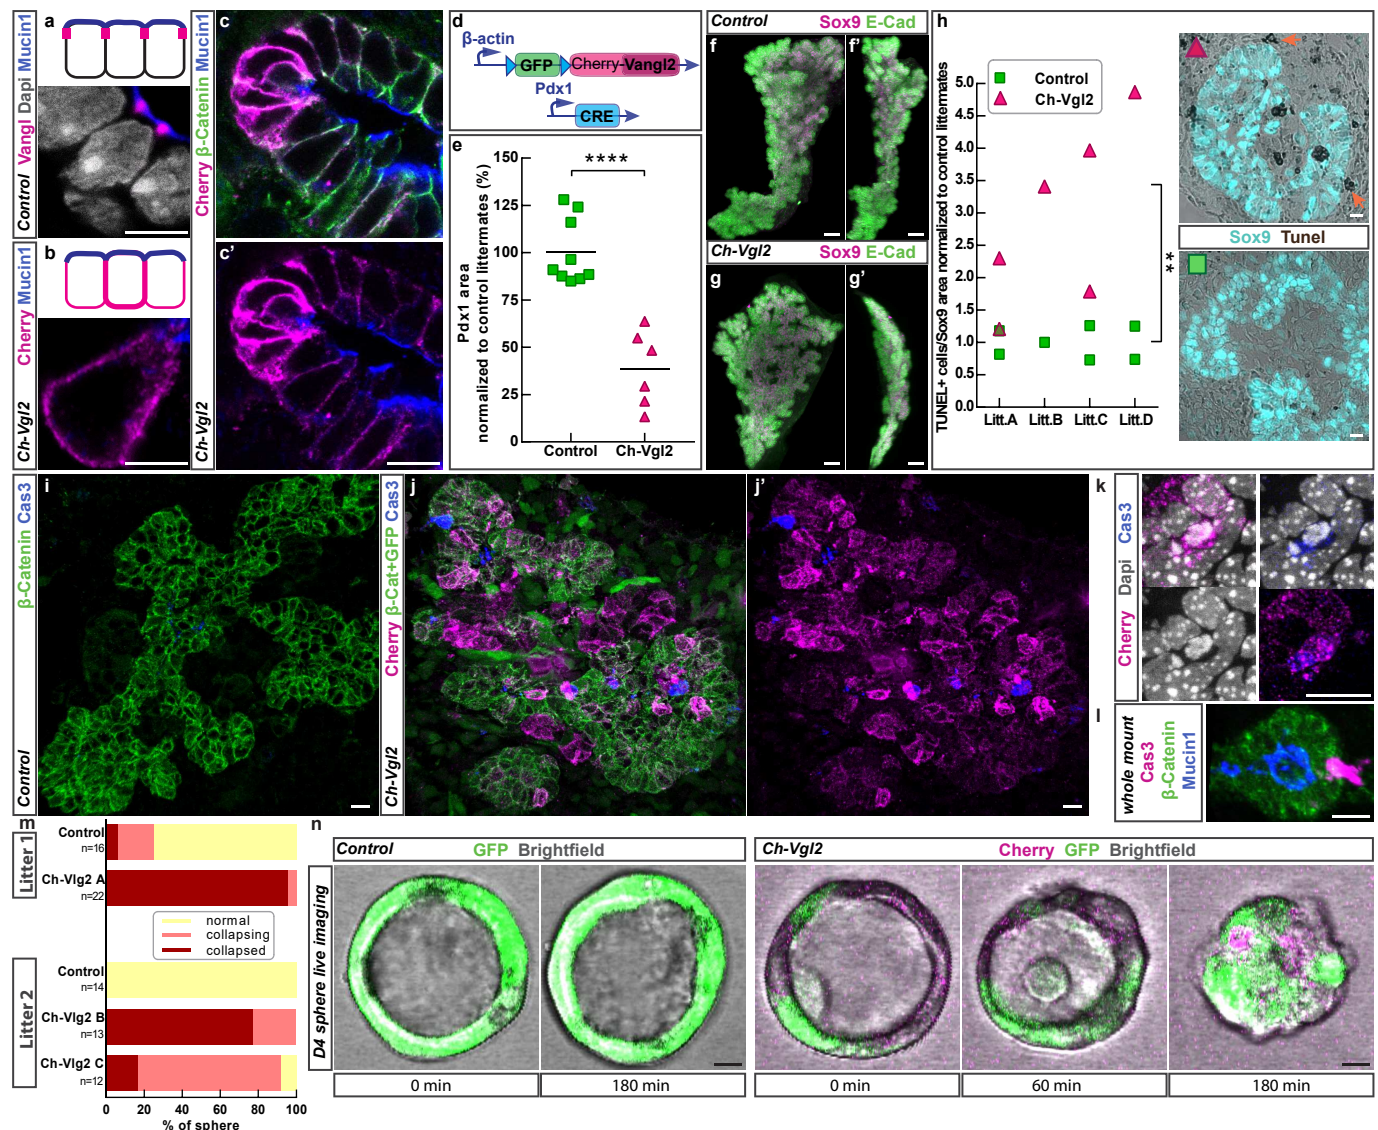 a
Control Vangl Dapi Mucin1
b
Ch-Vgl2 Cherry Mucin1
c
Cherry β-Catenin Mucin1
c'
Ch-Vgl2
d
β-actin
GFP
Cherry-Vangl2
Pdx1
CRE
e
Pdx1 area
normalized to control littermates (%)
150
125
100
75
50
25
0
****
Control
Ch-Vgl2
Control Sox9 E-Cad
f
f'
Ch-Vgl2 Sox9 E-Cad
g
g'
h
TUNEL+ cells/Sox9 area normalized to control littermates
5.0
4.5
4.0
3.5
3.0
2.5
2.0
1.5
1.0
0.5
0.0
Control
Ch-Vgl2
**
Litt.A
Litt.B
Litt.C
Litt.D
Sox9 Tunel
i
Control β-Catenin Cas3
j
Ch-Vgl2 Cherry β-Cat+GFP Cas3
j'
k
Cherry Dapi Cas3
l
whole mount
Cas3
β-Catenin
Mucin1
m
Litter 1
Control
n=16
Ch-Vlg2 A
n=22
normal
collapsing
collapsed
Litter 2
Control
n=14
Ch-Vlg2 B
n=13
Ch-Vlg2 C
n=12
0
20
40
60
80
100
% of sphere
n
D4 sphere live imaging
Control GFP Brightfield
0 min
180 min
Ch-Vgl2 Cherry GFP Brightfield
0 min
60 min
180 min